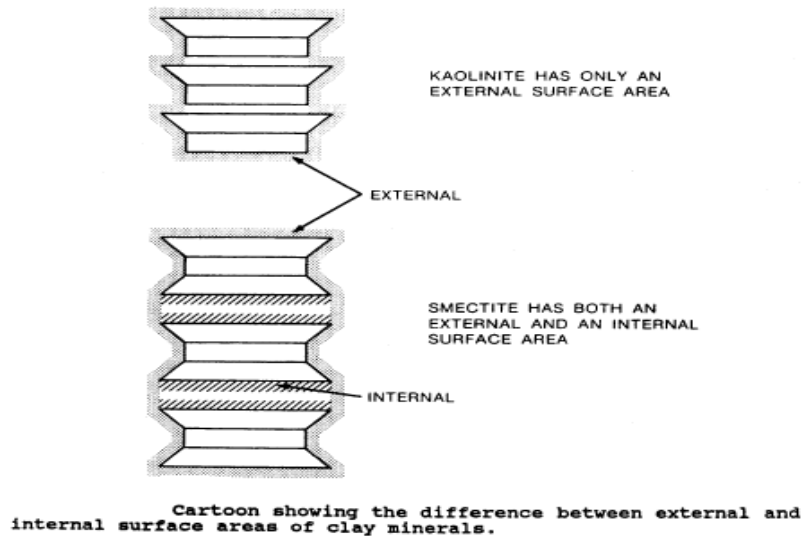 KAOLINITE HAS ONLY AN
EXTERNAL SURFACE AREA
EXTERNAL
SMECTITE HAS BOTH AN
EXTERNAL AND AN INTERNAL
SURFACE AREA
INTERNAL
Cartoon showing the difference between external and
internal surface areas of clay minerals.